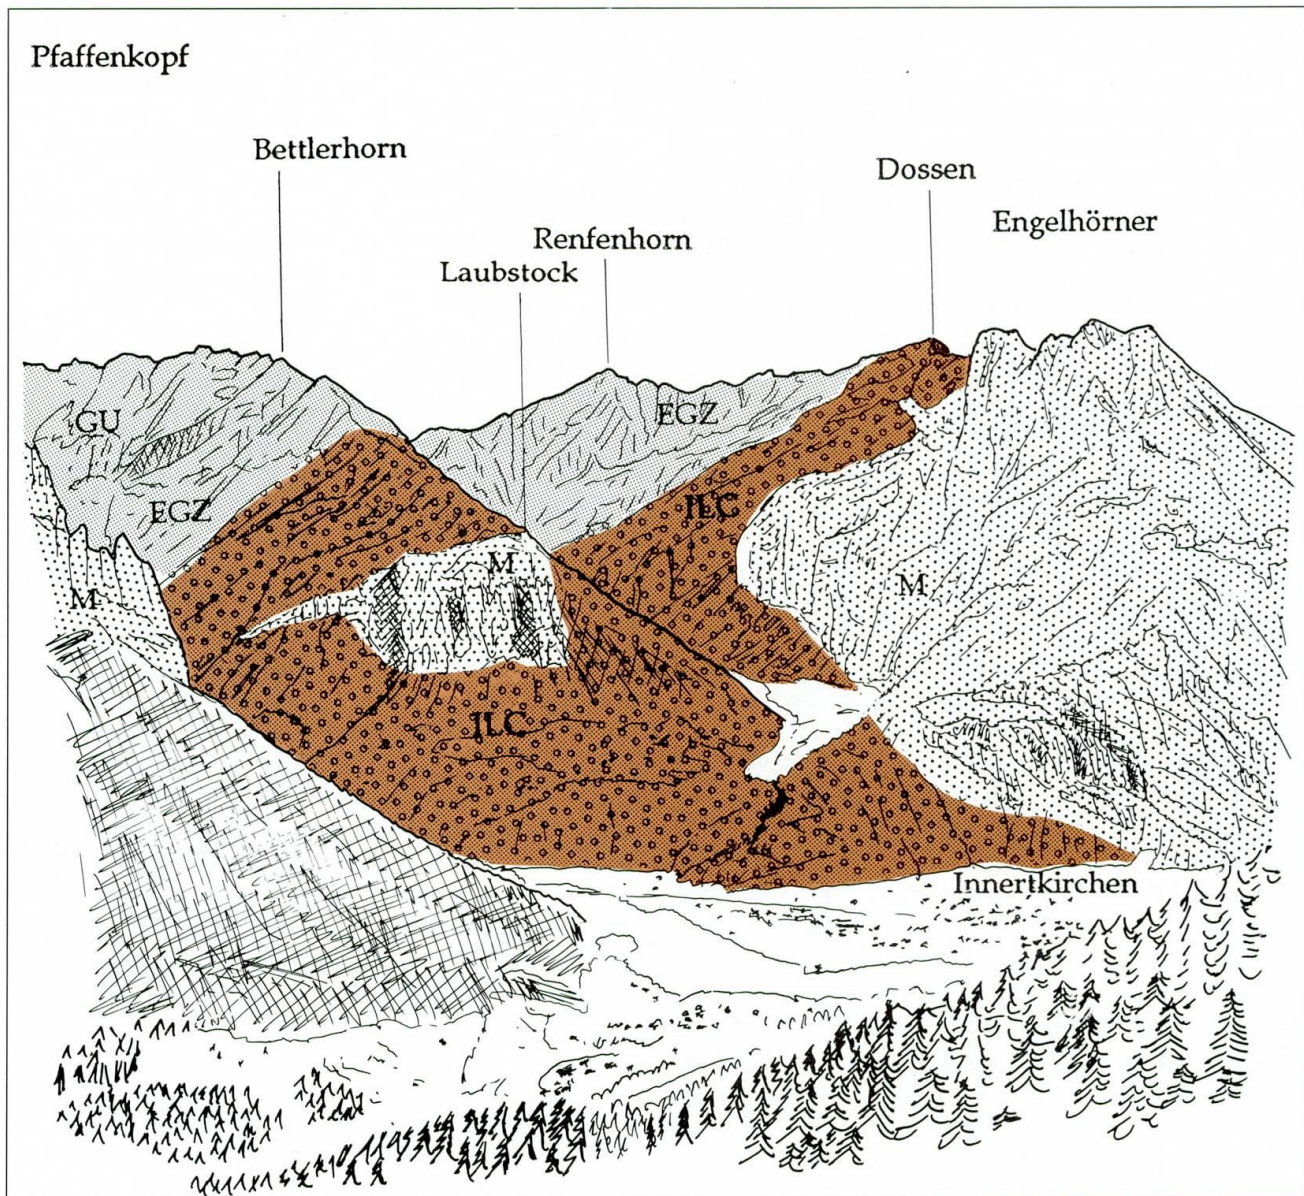 Pfaffenkopf
Bettlerhorn
Dossen
Engelhörner
Renfenhorn
Laubstock
GU
EGZ
EGZ
ILC
M
M
M
ILC
Innertkirchen